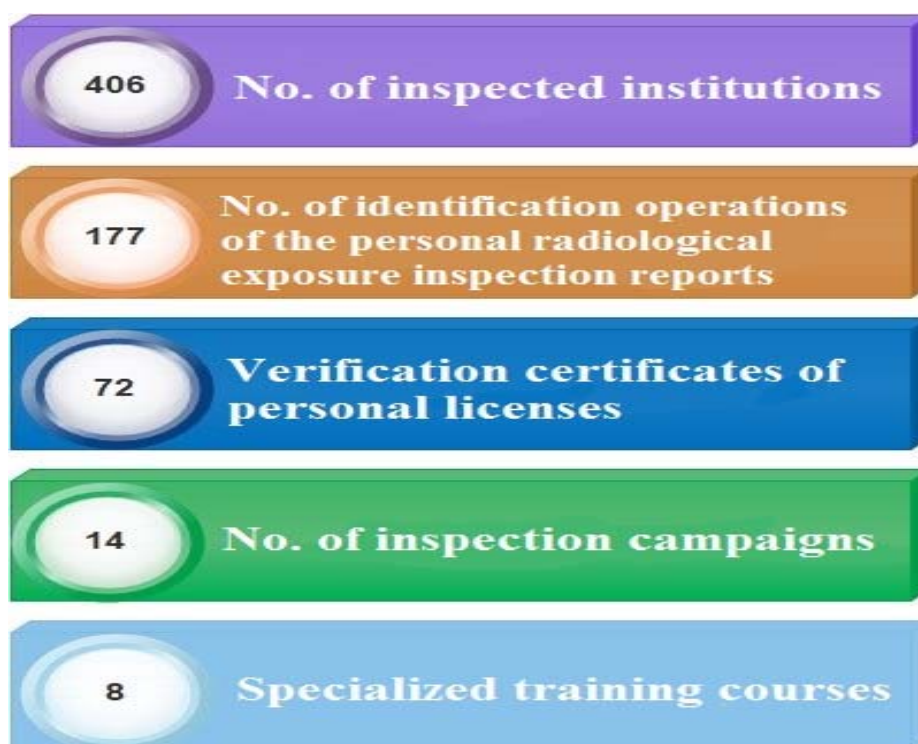 406
No. of inspected institutions
177
No. of identification operations
of the personal radiological
exposure inspection reports
72
Verification certificates of
personal licenses
14
No. of inspection campaigns
8
Specialized training courses